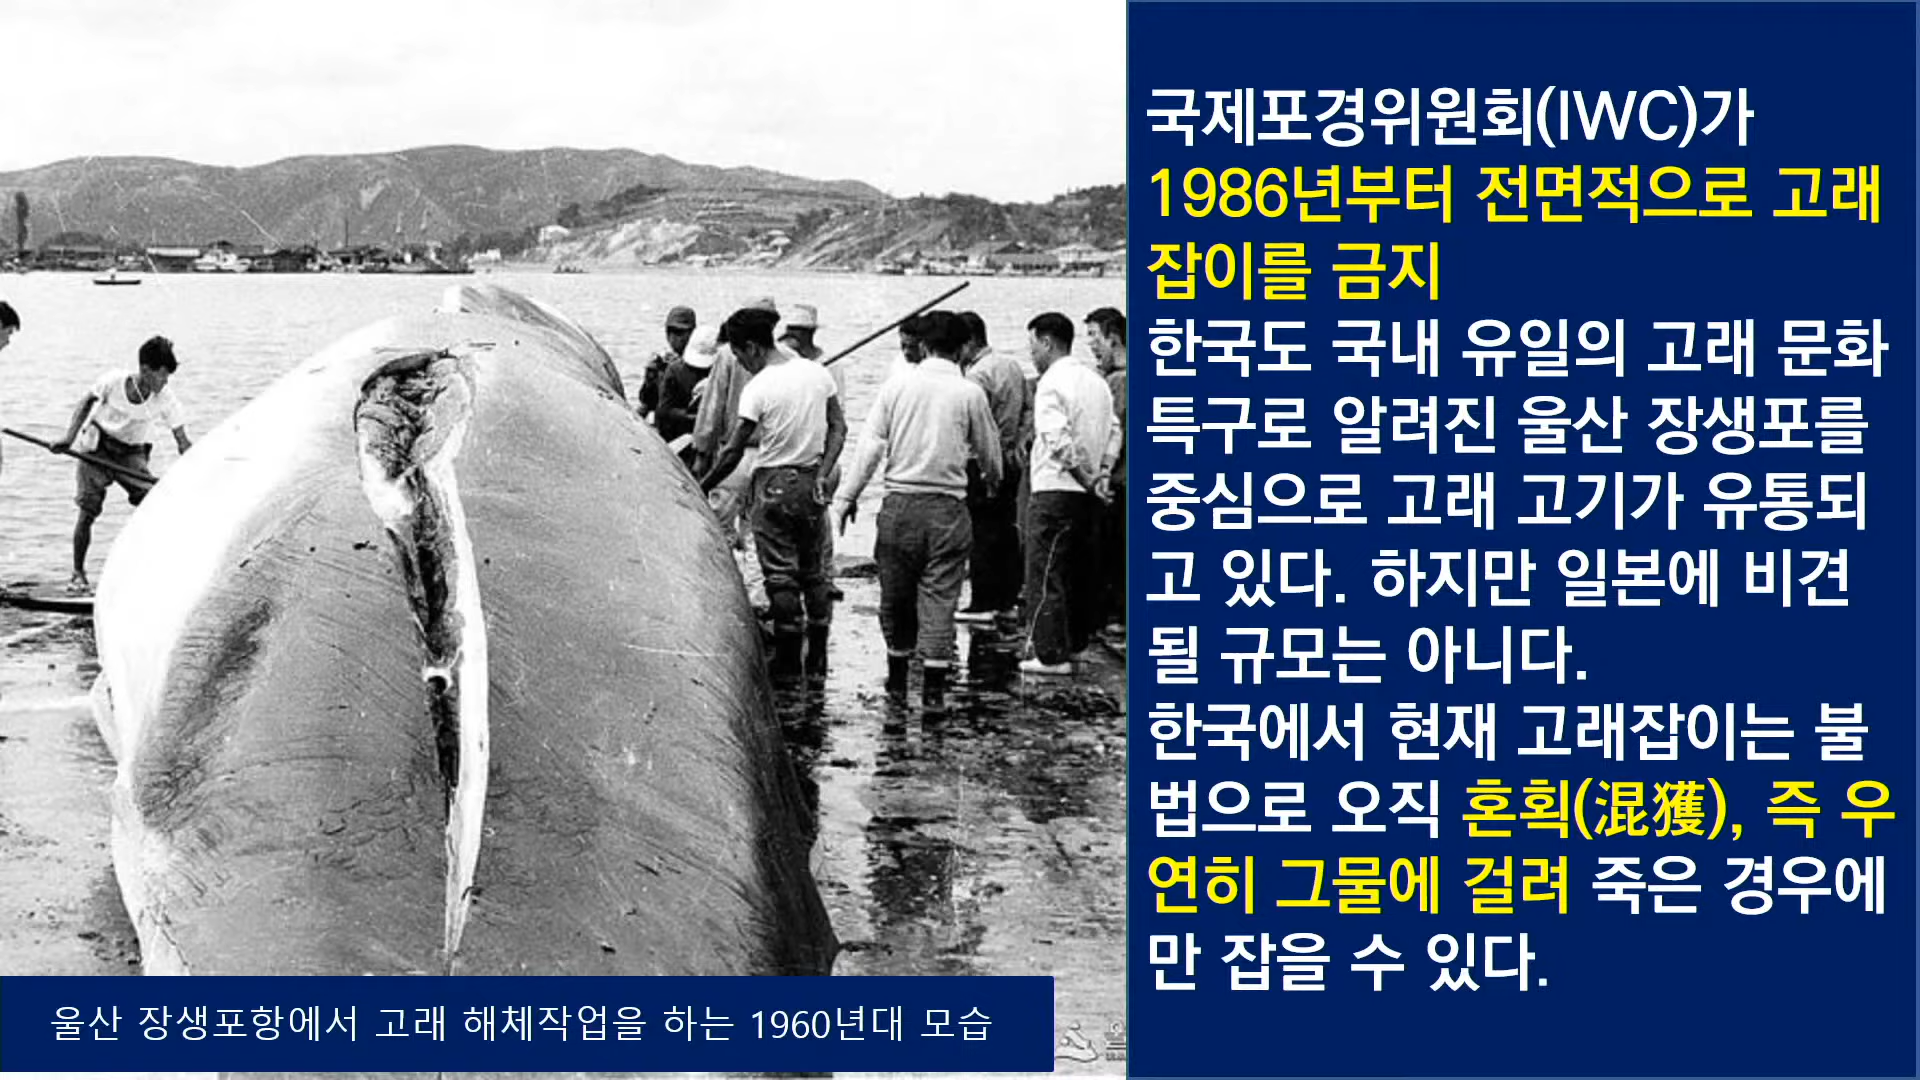 국제포경위원회(IWC)가
1986년부터 전면적으로 고래
잡이를 금지
한국도 국내 유일의 고래 문화
특구로 알려진 울산 장생포를
중심으로 고래 고기가 유통되
고 있다. 하지만 일본에 비견
될 규모는 아니다.
한국에서 현재 고래잡이는 불
법으로 오직 혼획(混獲), 즉 우
연히 그물에 걸려 죽은 경우에
만 잡을 수 있다.
울산 장생포항에서 고래 해체작업을 하는 1960년대 모습